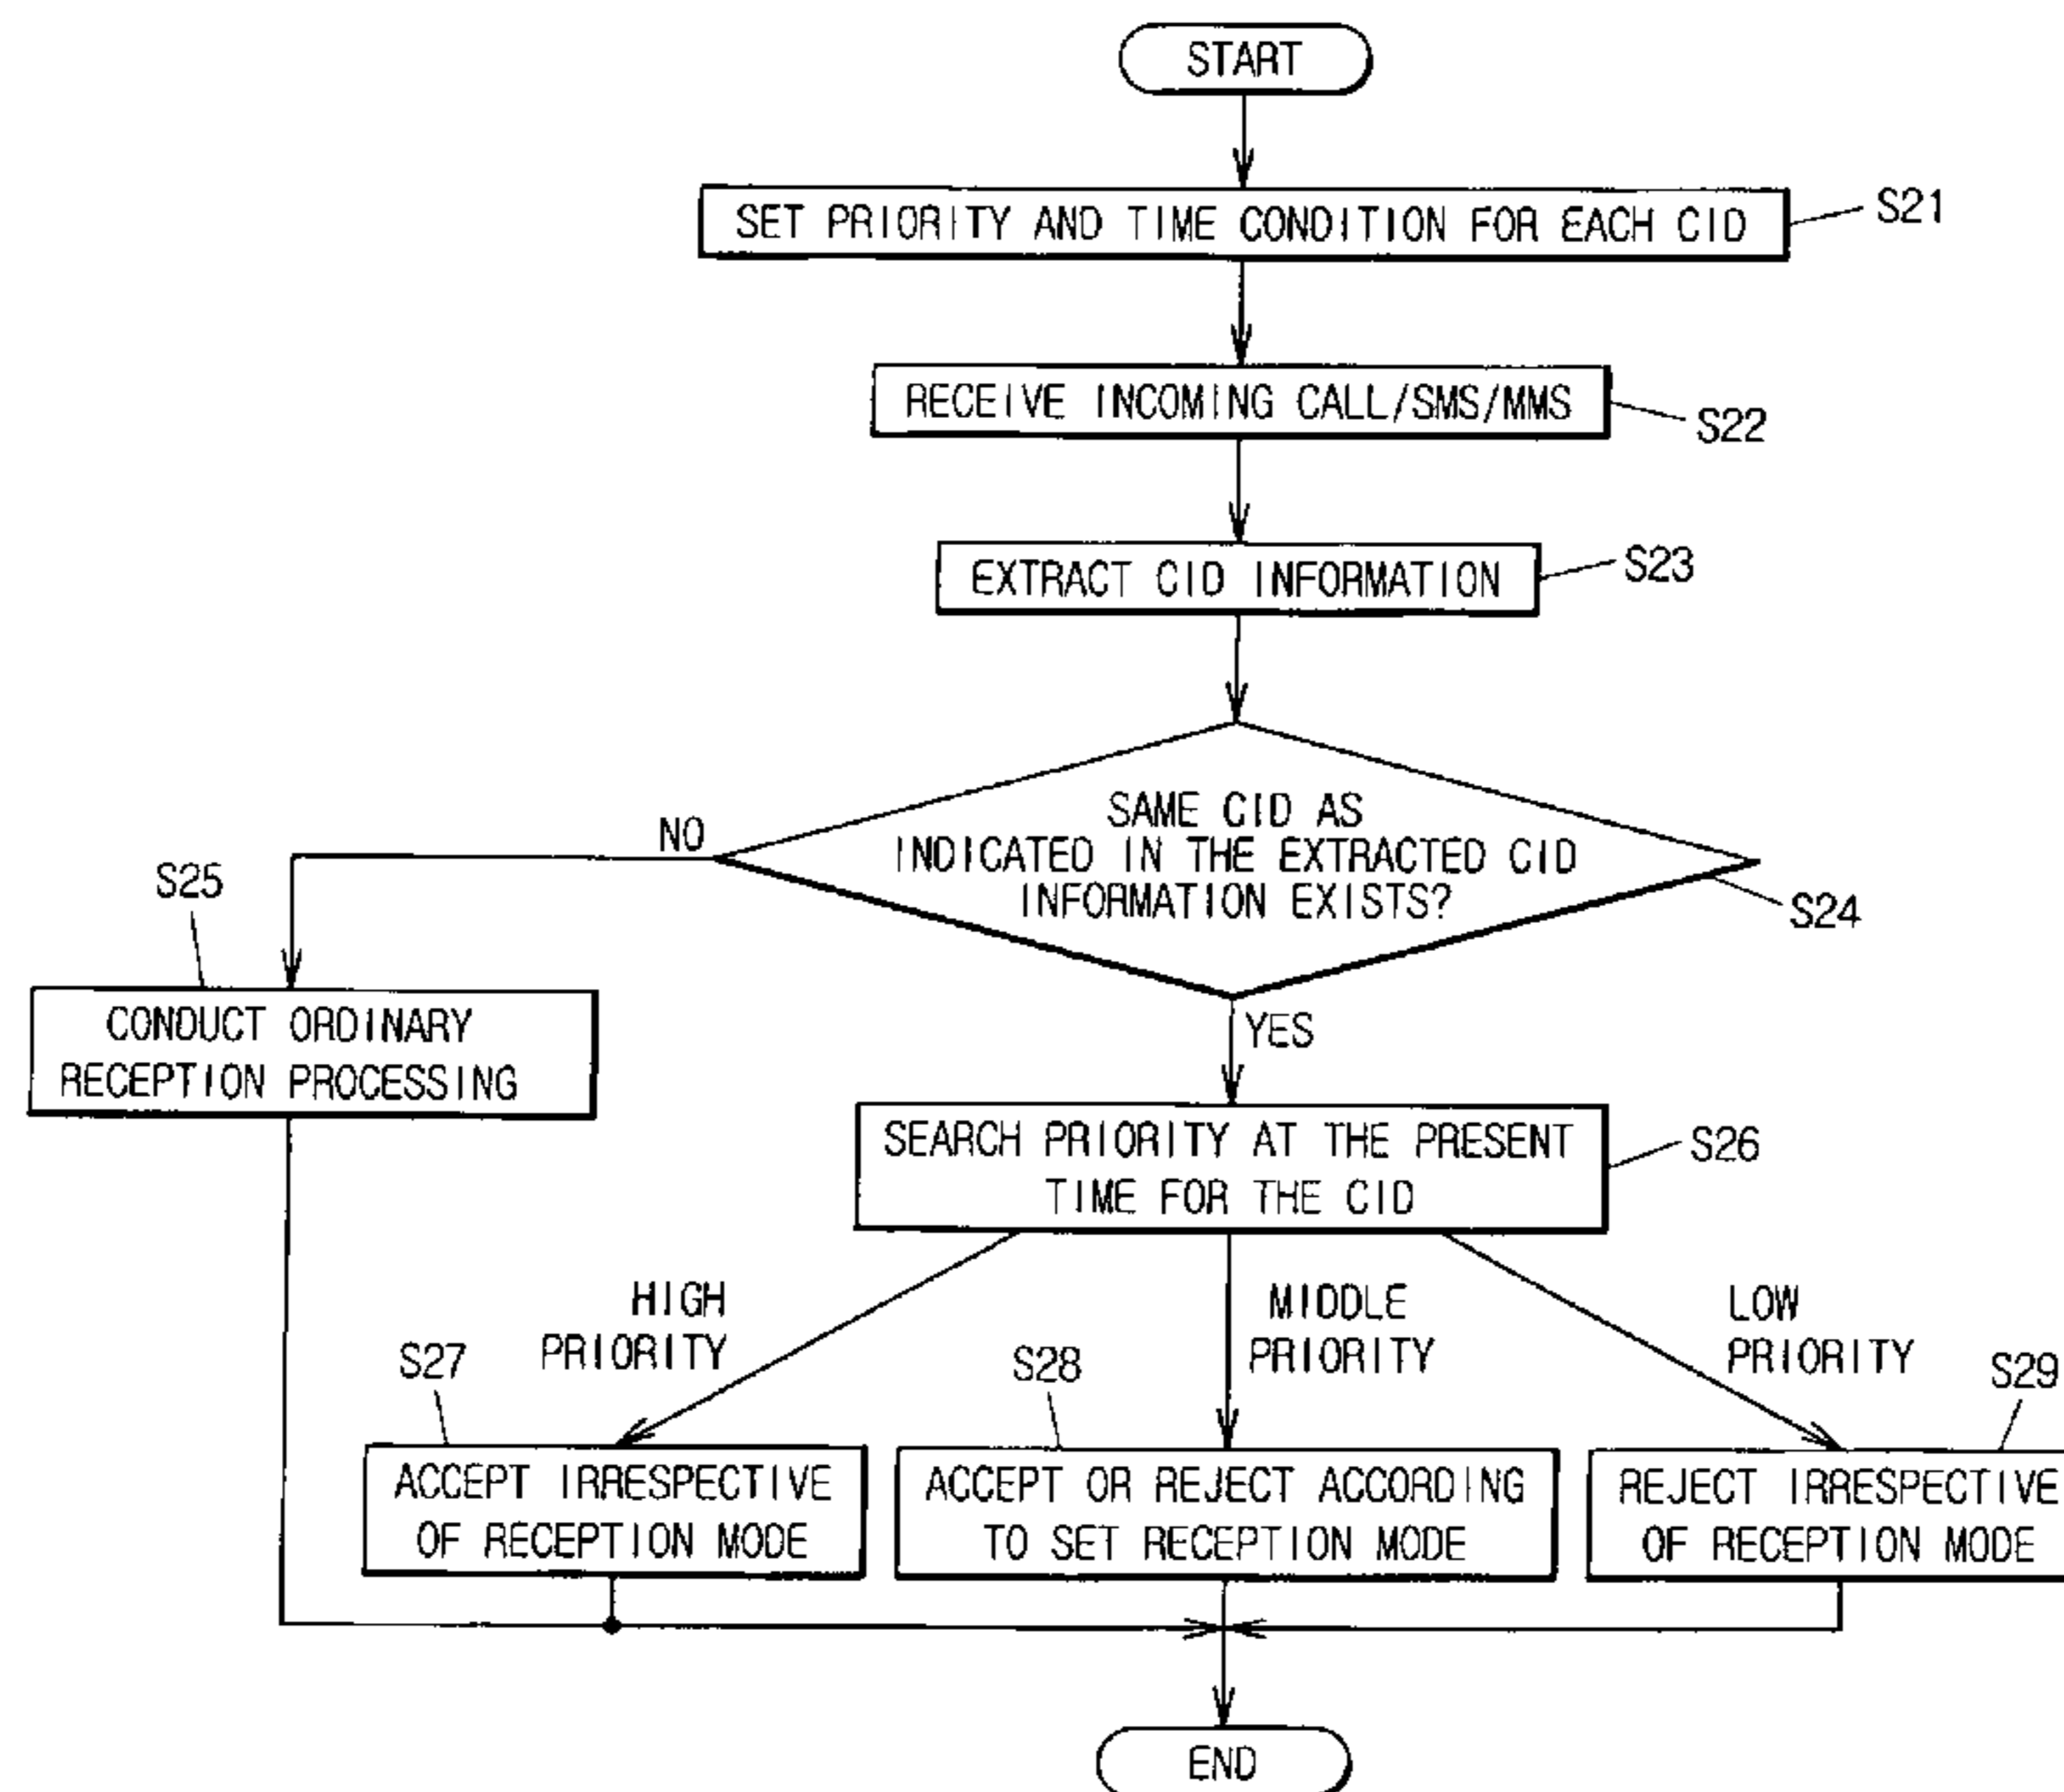 START
SET PRIORITY AND TIME CONDITION FOR EACH CID
S21
RECEIVE INCOMING CALL/SMS/MMS
S22
EXTRACT CID INFORMATION
S23
SAME CID AS
INDICATED IN THE EXTRACTED CID
INFORMATION EXISTS?
S24
NO
S25
CONDUCT ORDINARY
RECEPTION PROCESSING
YES
SEARCH PRIORITY AT THE PRESENT
TIME FOR THE CID
S26
HIGH
PRIORITY
MIDDLE
PRIORITY
LOW
PRIORITY
S27
ACCEPT IRRESPECTIVE
OF RECEPTION MODE
S28
ACCEPT OR REJECT ACCORDING
TO SET RECEPTION MODE
S29
REJECT IRRESPECTIVE
OF RECEPTION MODE
END